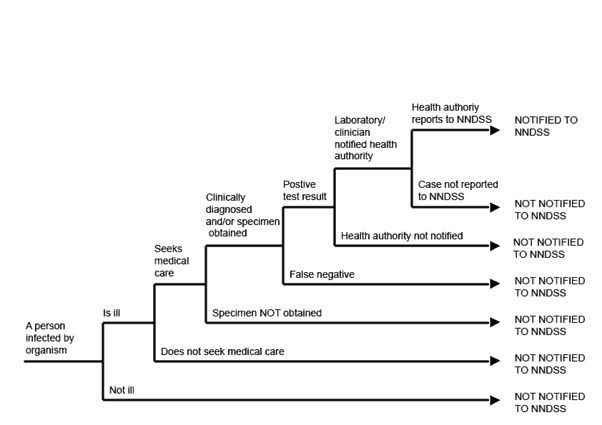 Health authoriy
reports to NNDSS
NOTIFIED TO
NNDSS
Laboratory/
clinician
notified health
authority
Case not reported
to NNDSS
NOT NOTIFIED
TO NNDSS
Postive
test result
Health authority not notified
NOT NOTIFIED
TO NNDSS
Clinically
diagnosed
and/or specimen
obtained
False negative
NOT NOTIFIED
TO NNDSS
Seeks
medical
care
Specimen NOT obtained
NOT NOTIFIED
TO NNDSS
Is ill
Does not seek medical care
NOT NOTIFIED
TO NNDSS
A person
infected by
organism
Not ill
NOT NOTIFIED
TO NNDSS